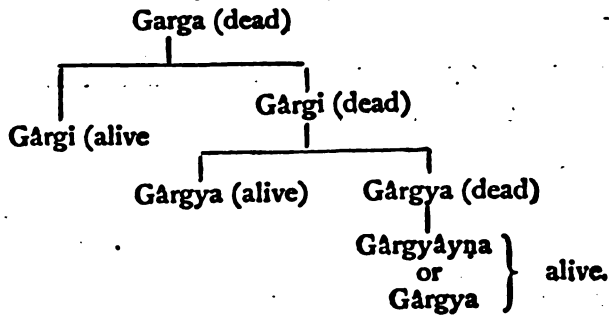 Garga (dead)
Gârgi (dead)
Gârgi (alive
Gârgya (alive) Gârgya (dead)
Gârgyâyṇa
or
Gârgya
alive.